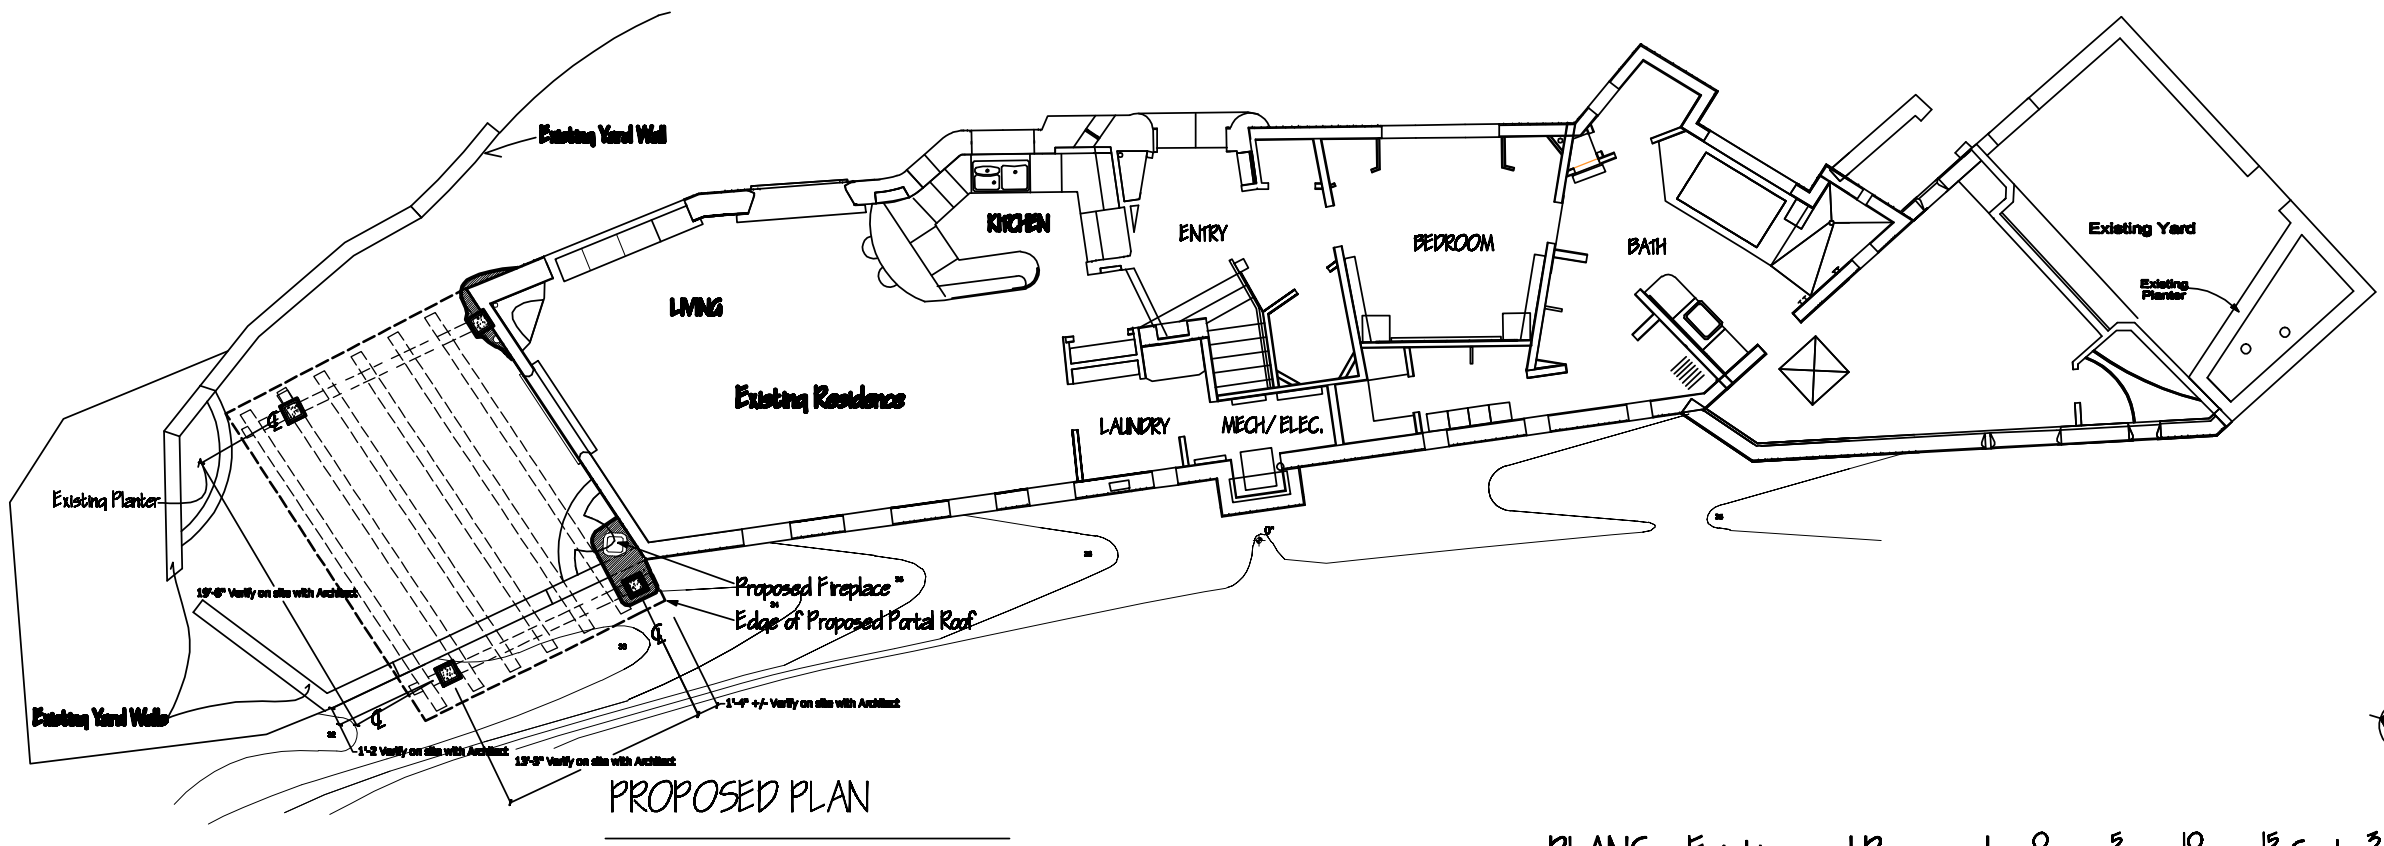 Existing Yard Wall
KITCHEN
ENTRY
BEDROOM
BATH
Existing Yard
Existing
Planter
LIVING
Existing Residence
LAUNDRY
MECH/ELEC.
Existing Planter
0"
19'-6" Verify on site with Architect
Proposed Fireplace
Edge of Proposed Portal Roof
Existing Yard Walls
1'-4" +/- Verify on site with Architect
1'-2 Verify on site with Architect
13'-5" Verify on site with Architect
PROPOSED PLAN